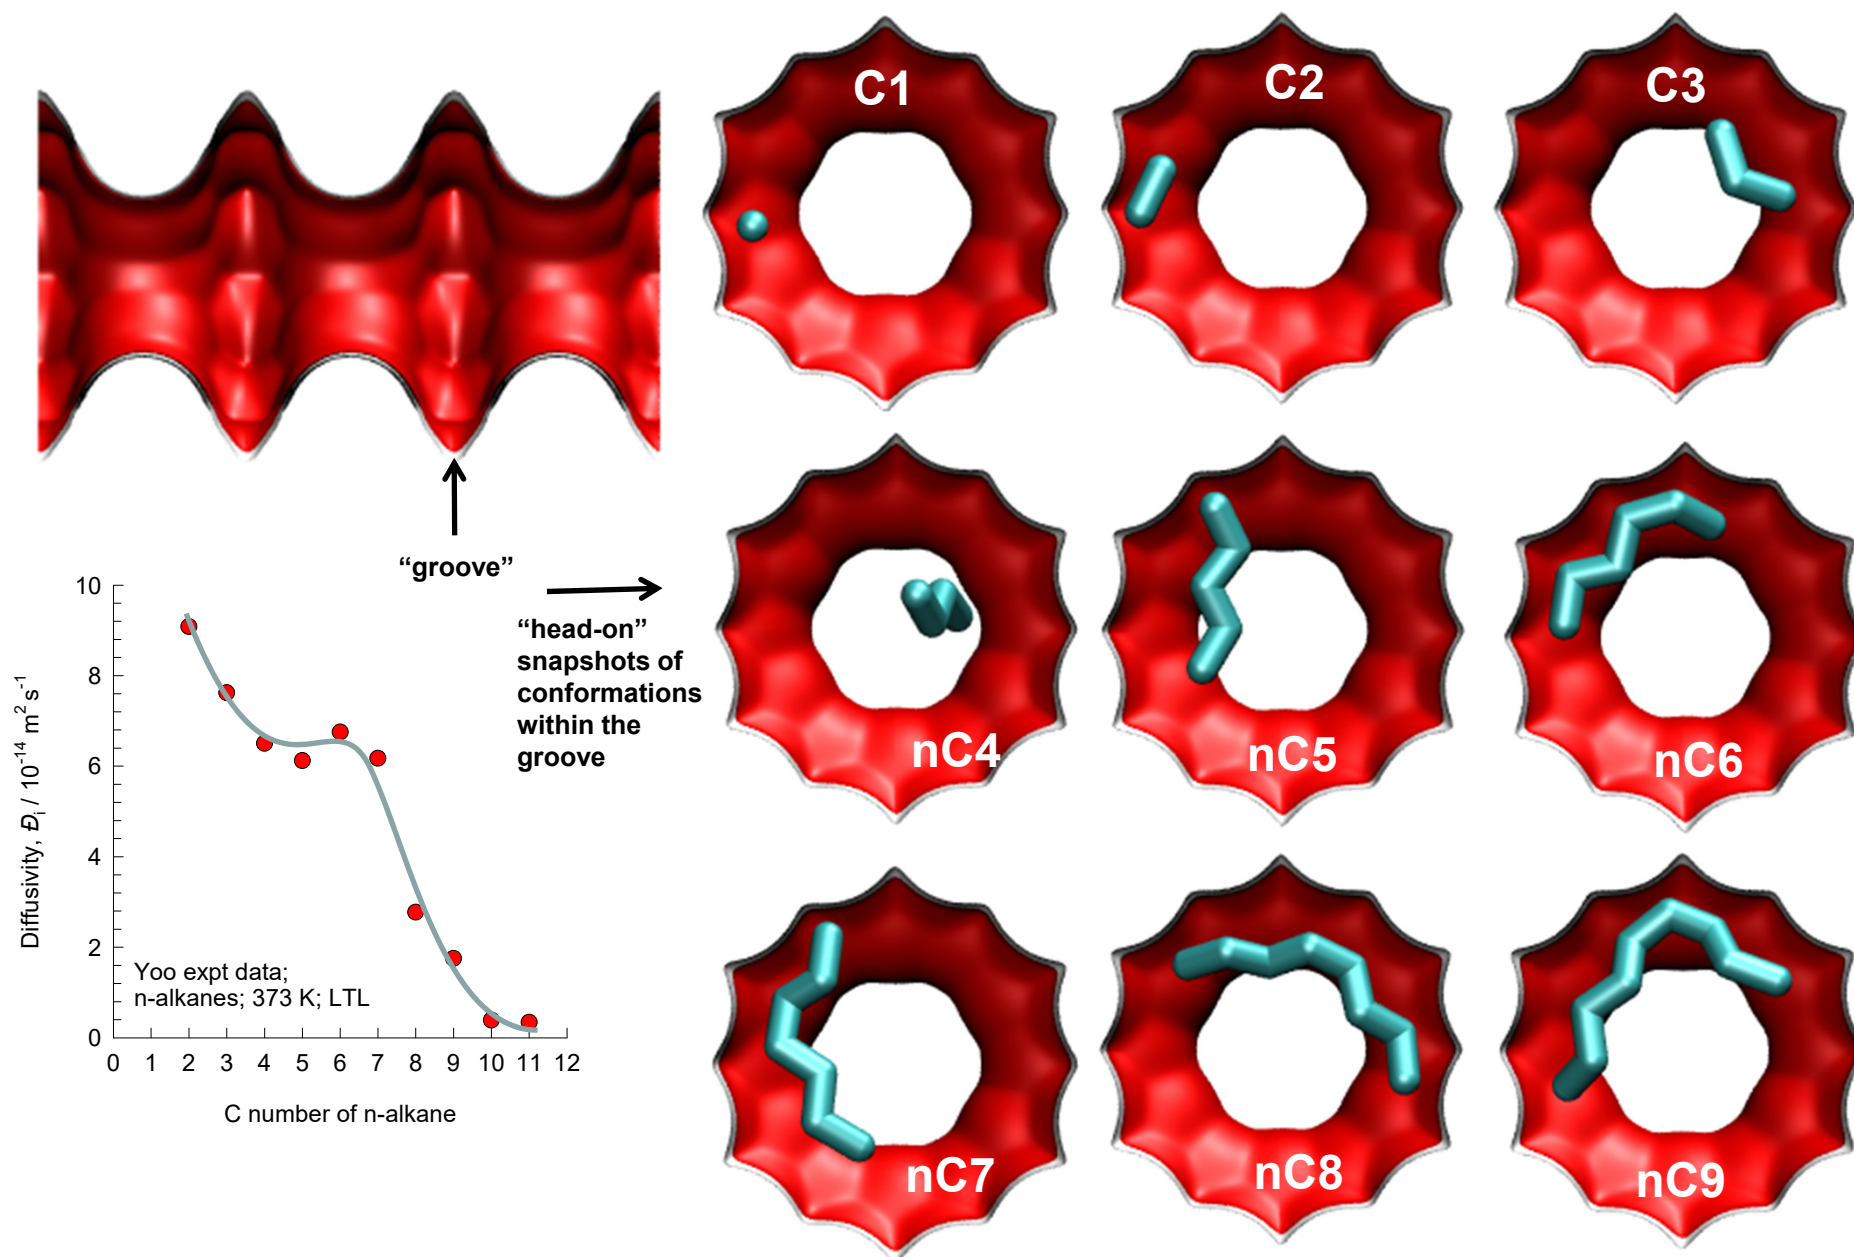 C1
C2
C3
“groove”
“head-on”
snapshots of
conformations
within the
groove
nC4
nC5
nC6
10
8
6
4
2
0
Diffusivity, Đi / 10-14 m2 s-1
Yoo expt data;
n-alkanes; 373 K; LTL
0 1 2 3 4 5 6 7 8 9 10 11 12
C number of n-alkane
nC7
nC8
nC9